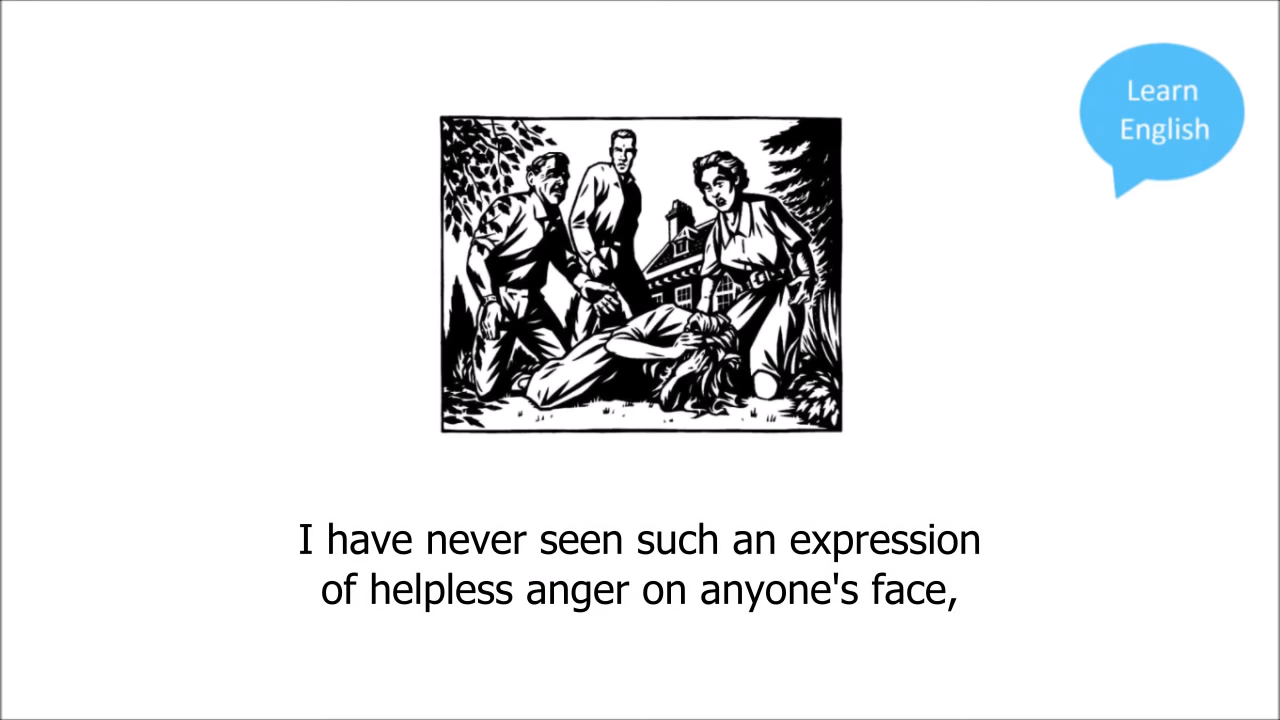 Learn
English
I have never seen such an expression
of helpless anger on anyone's face,